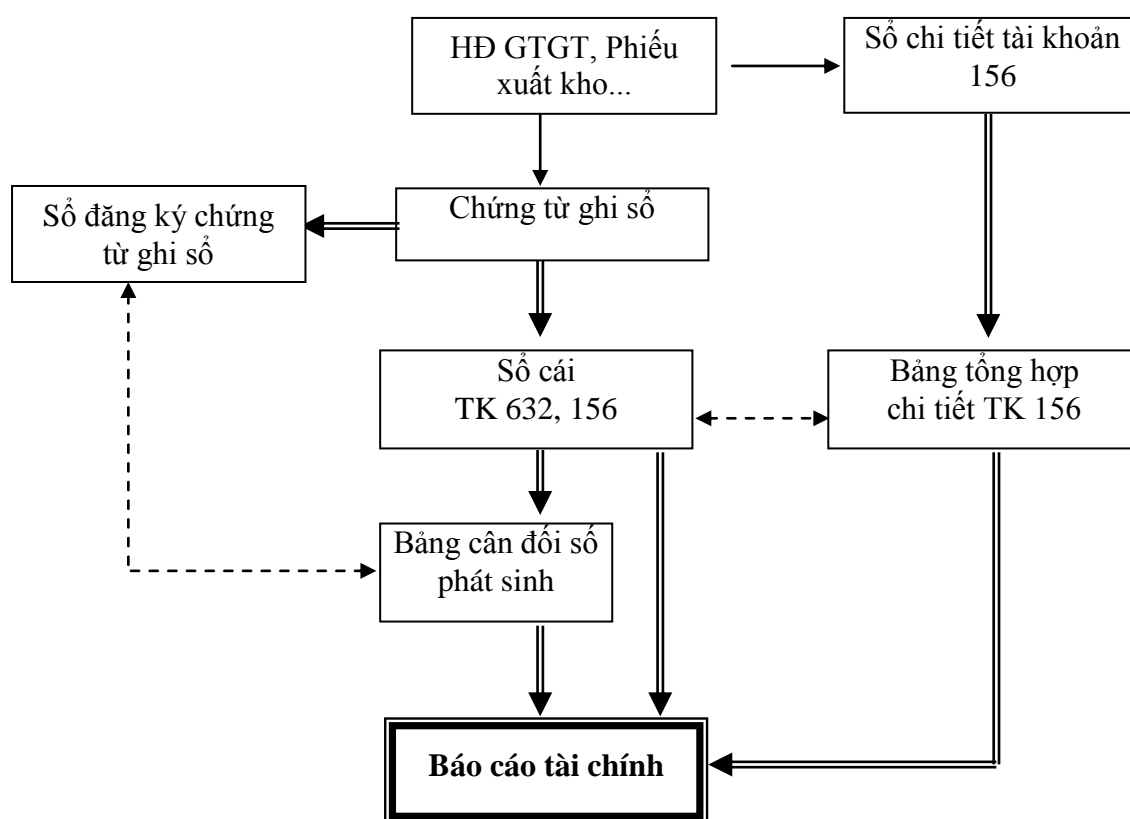 HĐ GTGT, Phiếu
xuất kho...
Sổ chi tiết tài khoản
156
Sổ đăng ký chứng
từ ghi sổ
Chứng từ ghi sổ
Sổ cái
TK 632, 156
Bảng tổng hợp
chi tiết TK 156
Bảng cân đối số
phát sinh
Báo cáo tài chính